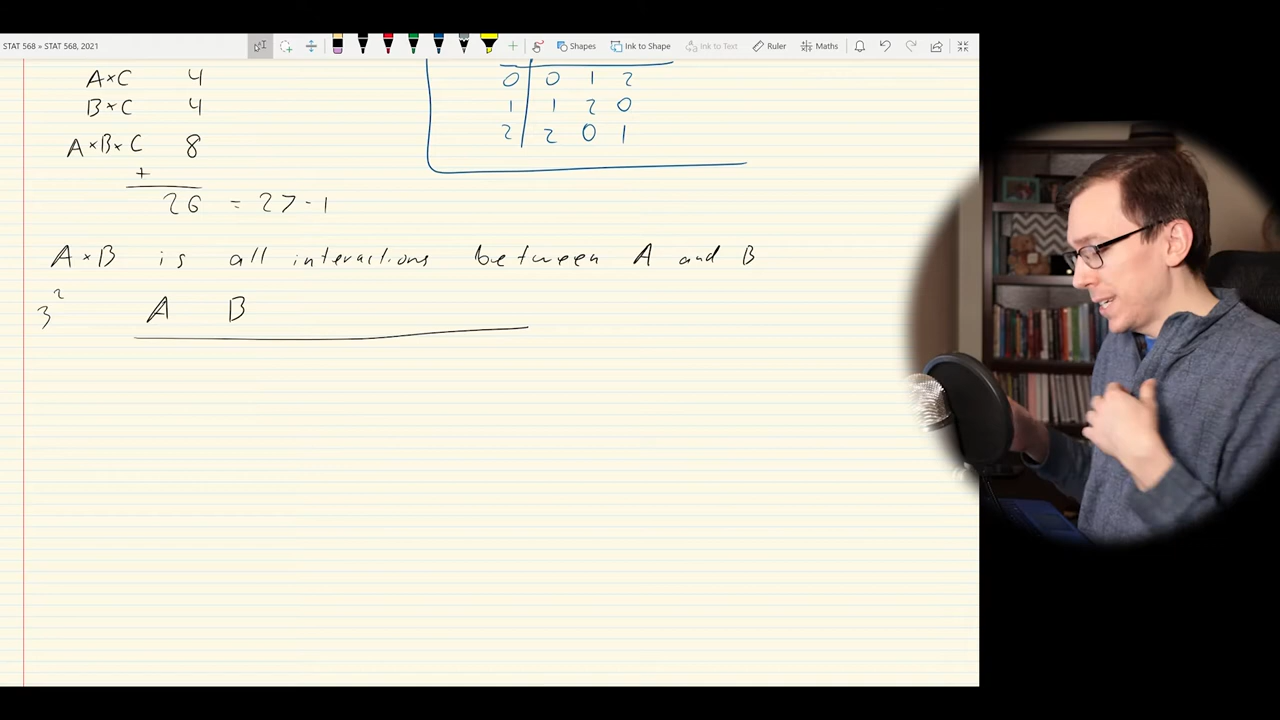 STAT 568 » STAT 568, 2021
Shapes Ink to Shape Ink to Text Ruler Maths
A×C 4
B×C 4
A×B×C 8
+
26 = 27-1
0 0 1 2
1 1 2 0
2 2 0 1
A×B is all interactions between A and B
3² A B